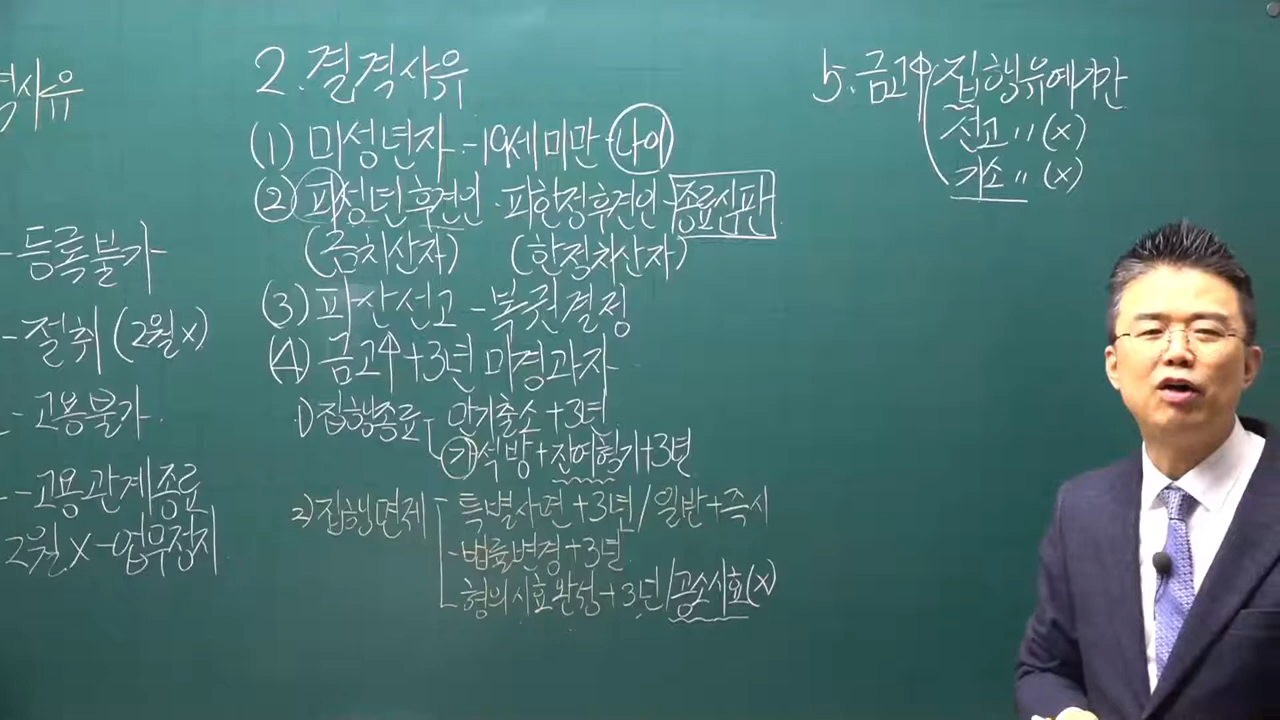 격사유
- 등록불가
- 절취 (2월x)
- 고용불가
- 고용관계종료
2월.x - 업무정지
2. 결격사유
(1) 미성년자 - 19세미만 - 나이
(2) 피성년후견인 · 피한정후견인 - 종료심판
(금치산자) (한정치산자)
(3) 파산선고 - 복권결정
(4) 금고↑ + 3년 미경과자
1) 집행종료 - 만기출소 + 3년
가석방 + 잔여형기 + 3년
2) 집행면제 - 특별사면 + 3년 / 일반 + 즉시
- 법률변경 + 3년
- 형의시효완성 + 3년 / 공소시효(x)
5. 금고↑ 집행유예기간
선고 〃 (x)
기소 〃 (x)